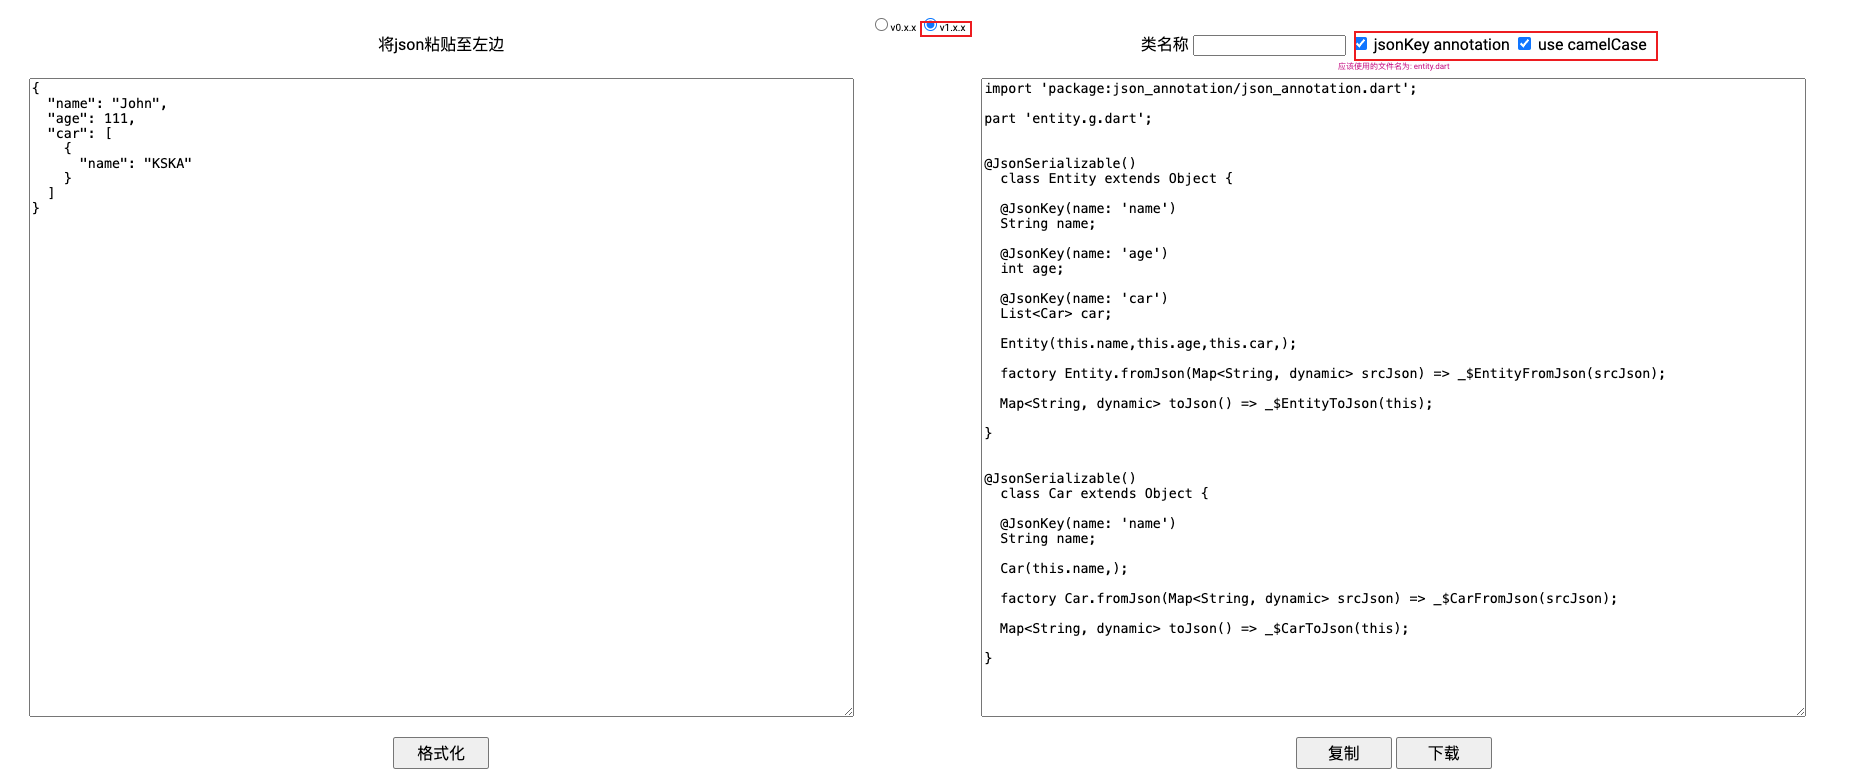 v0.x.x v1.x.x
将json粘贴至左边
类名称 jsonKey annotation use camelCase
应该使用的文件名为: entity.dart
{
  "name": "John",
  "age": 111,
  "car": [
    {
      "name": "KSKA"
    }
  ]
}
import 'package:json_annotation/json_annotation.dart';
part 'entity.g.dart';
@JsonSerializable()
  class Entity extends Object {
  @JsonKey(name: 'name')
  String name;
  @JsonKey(name: 'age')
  int age;
  @JsonKey(name: 'car')
  List<Car> car;
  Entity(this.name,this.age,this.car,);
  factory Entity.fromJson(Map<String, dynamic> srcJson) => _$EntityFromJson(srcJson);
  Map<String, dynamic> toJson() => _$EntityToJson(this);
}
@JsonSerializable()
  class Car extends Object {
  @JsonKey(name: 'name')
  String name;
  Car(this.name,);
  factory Car.fromJson(Map<String, dynamic> srcJson) => _$CarFromJson(srcJson);
  Map<String, dynamic> toJson() => _$CarToJson(this);
}
格式化
复制 下载